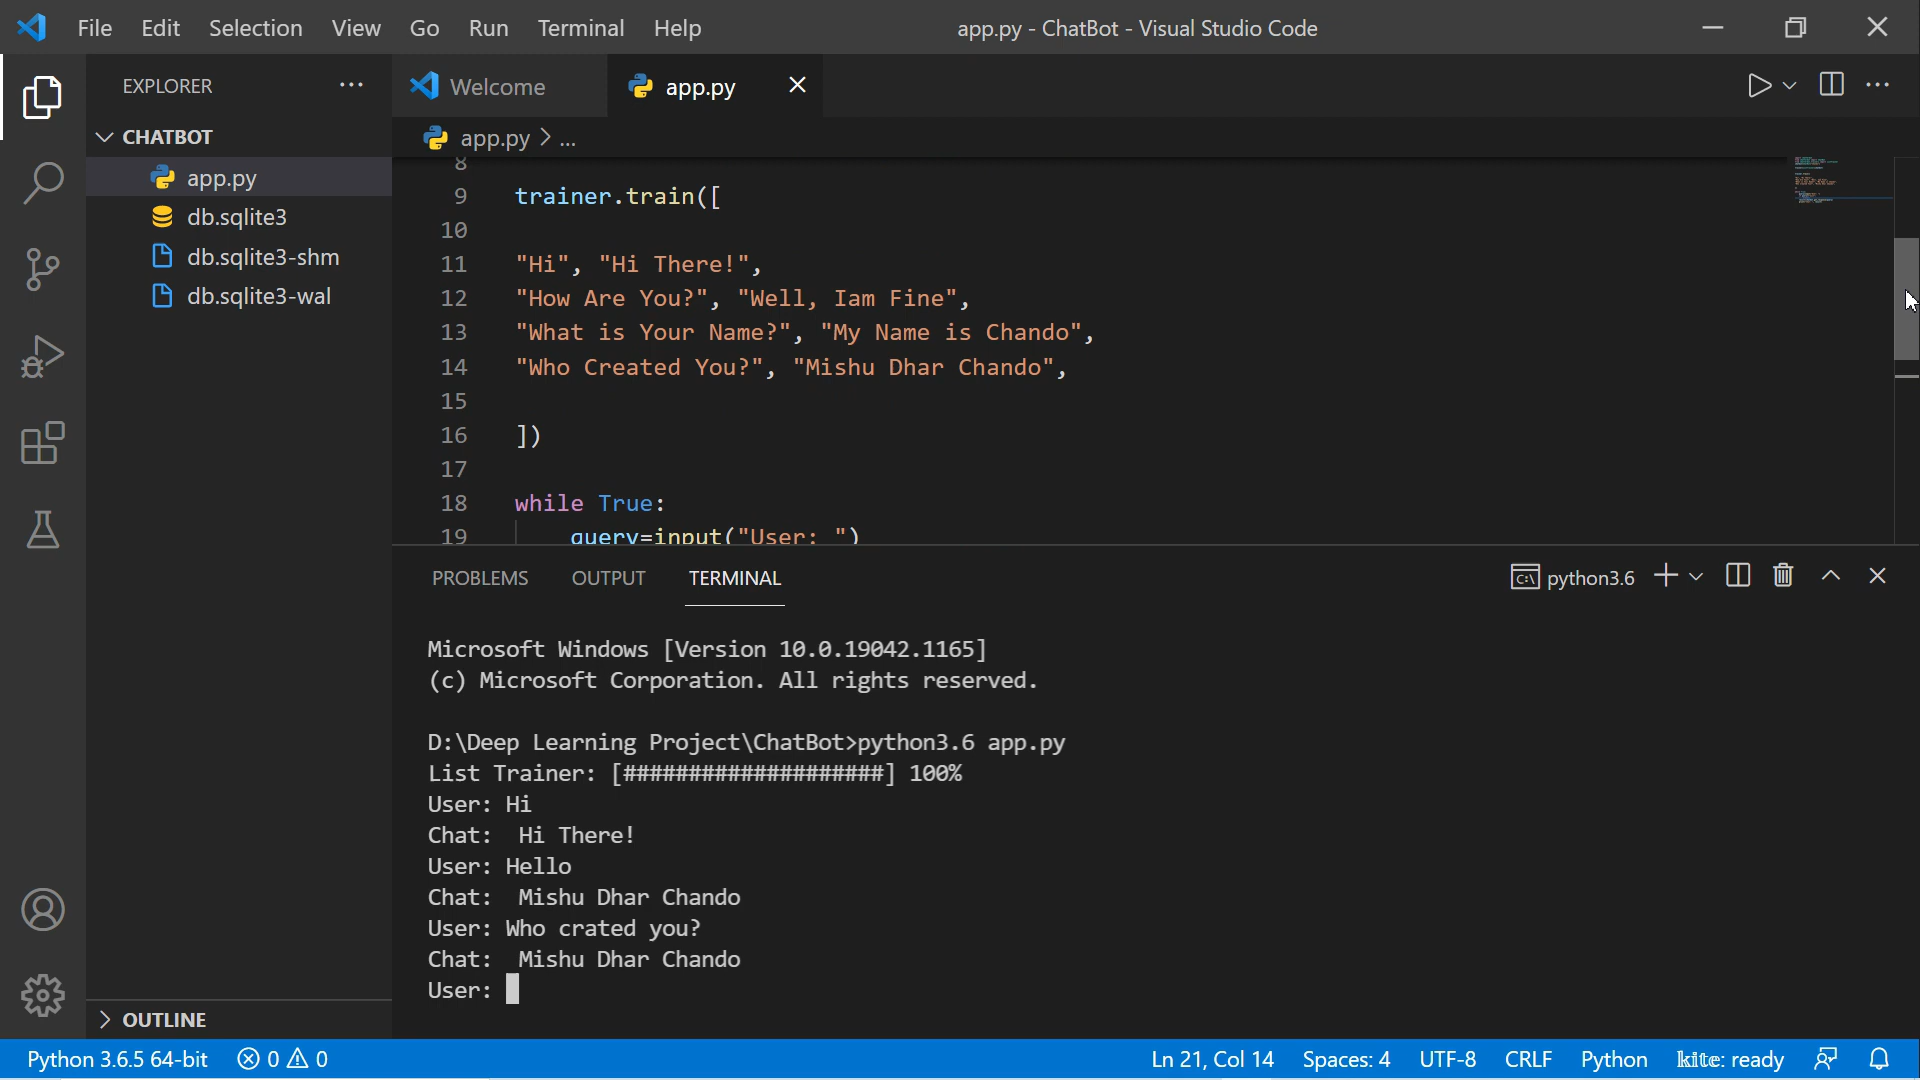 File Edit Selection View Go Run Terminal Help app.py - ChatBot - Visual Studio Code
EXPLORER
Welcome
app.py
CHATBOT
app.py
db.sqlite3
db.sqlite3-shm
db.sqlite3-wal
OUTLINE
app.py > ...
8
9 trainer.train([
10
11 "Hi", "Hi There!",
12 "How Are You?", "Well, Iam Fine",
13 "What is Your Name?", "My Name is Chando",
14 "Who Created You?", "Mishu Dhar Chando",
15
16 ])
17
18 while True:
19 query=input("User: ")
PROBLEMS OUTPUT TERMINAL python3.6
Microsoft Windows [Version 10.0.19042.1165]
(c) Microsoft Corporation. All rights reserved.
D:\Deep Learning Project\ChatBot>python3.6 app.py
List Trainer: [####################] 100%
User: Hi
Chat:  Hi There!
User: Hello
Chat:  Mishu Dhar Chando
User: Who crated you?
Chat:  Mishu Dhar Chando
User:
Python 3.6.5 64-bit 0 0 Ln 21, Col 14 Spaces: 4 UTF-8 CRLF Python kite: ready